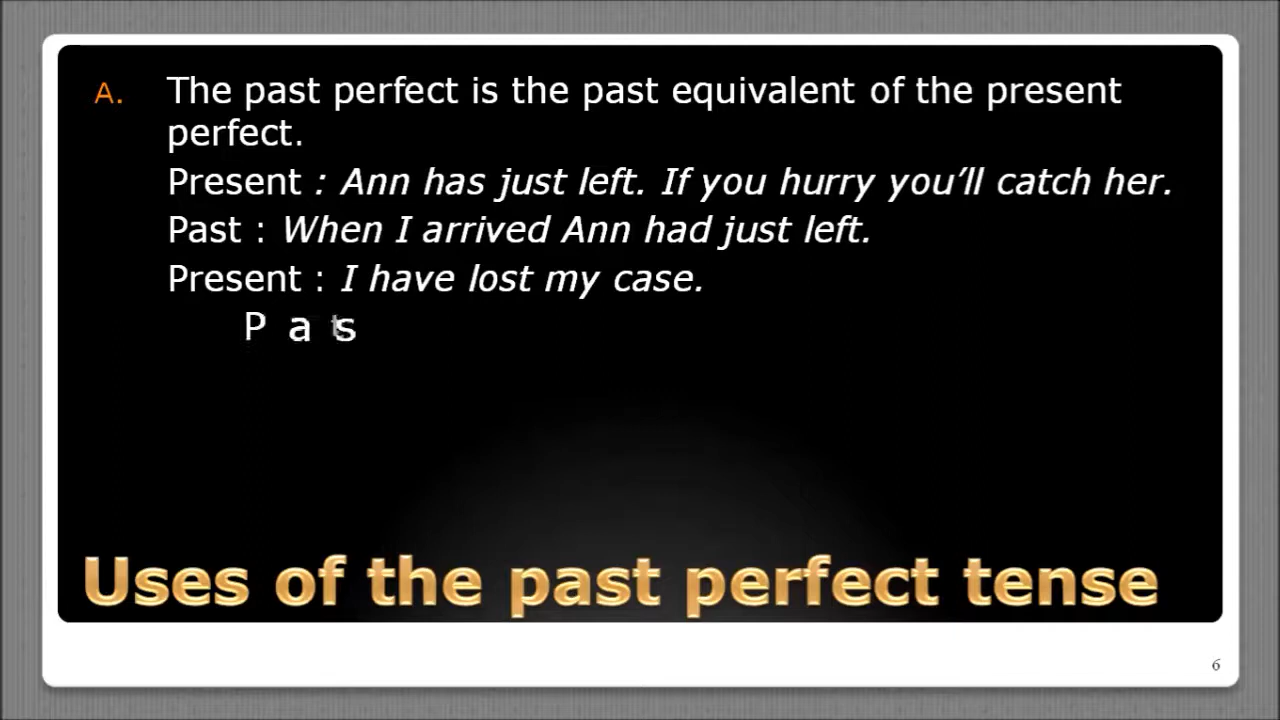 A. The past perfect is the past equivalent of the present
perfect.
Present : Ann has just left. If you hurry you’ll catch her.
Past : When I arrived Ann had just left.
Present : I have lost my case.
P a s t
Uses of the past perfect tense
6